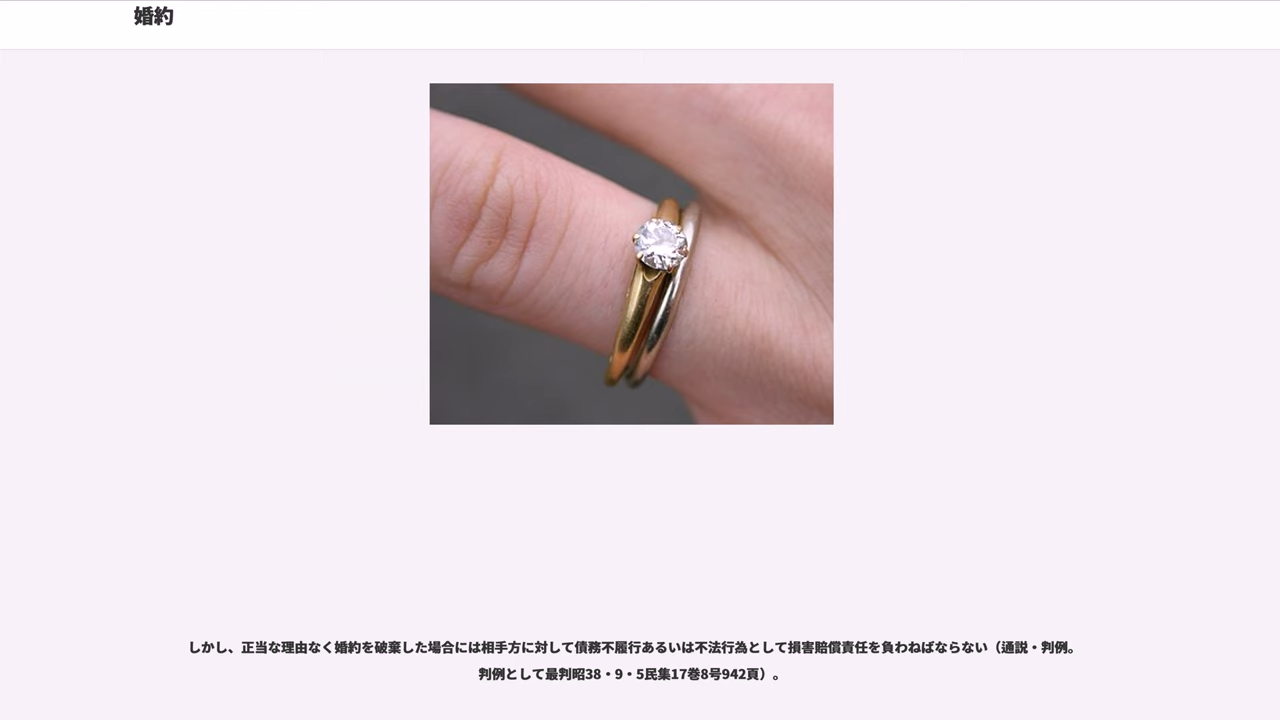 婚約
しかし、正当な理由なく婚約を破棄した場合には相手方に対して債務不履行あるいは不法行為として損害賠償責任を負わねばならない（通説・判例。
判例として最判昭38・9・5民集17巻8号942頁）。